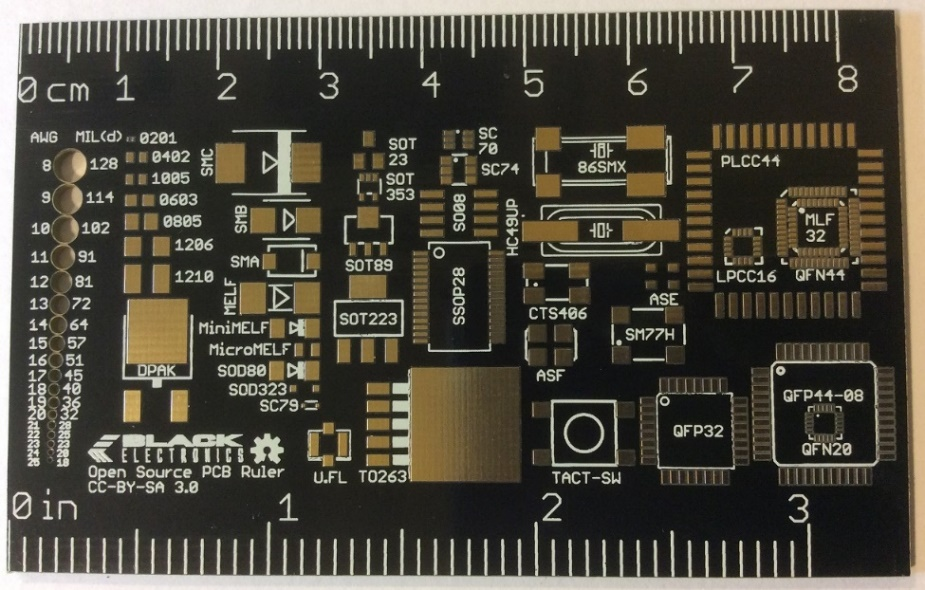 0 cm 1 2 3 4 5 6 7 8
AWG MIL(d)
8 128
9 114
10 102
11 91
12 81
13 72
14 64
15 57
16 51
17 45
18 40
19 36
20 32
0201
0402
1005
0603
0805
1206
1210
DPAK
SMC
SMB
SMA
MELF
MiniMELF
MicroMELF
SOD80
SOD323
SC79
SOT
23
SOT
353
SOT89
SOT223
SC
70
SC74
SO08
SSOP28
HC49UP
86SMX
CTS406
ASE
ASF
SM77H
PLCC44
LPCC16
MLF
32
QFN44
BLACK
ELECTRONICS
Open Source PCB Ruler
CC-BY-SA 3.0
U.FL
TO263
TACT-SW
QFP32
QFP44-08
QFN20
0 in 1 2 3